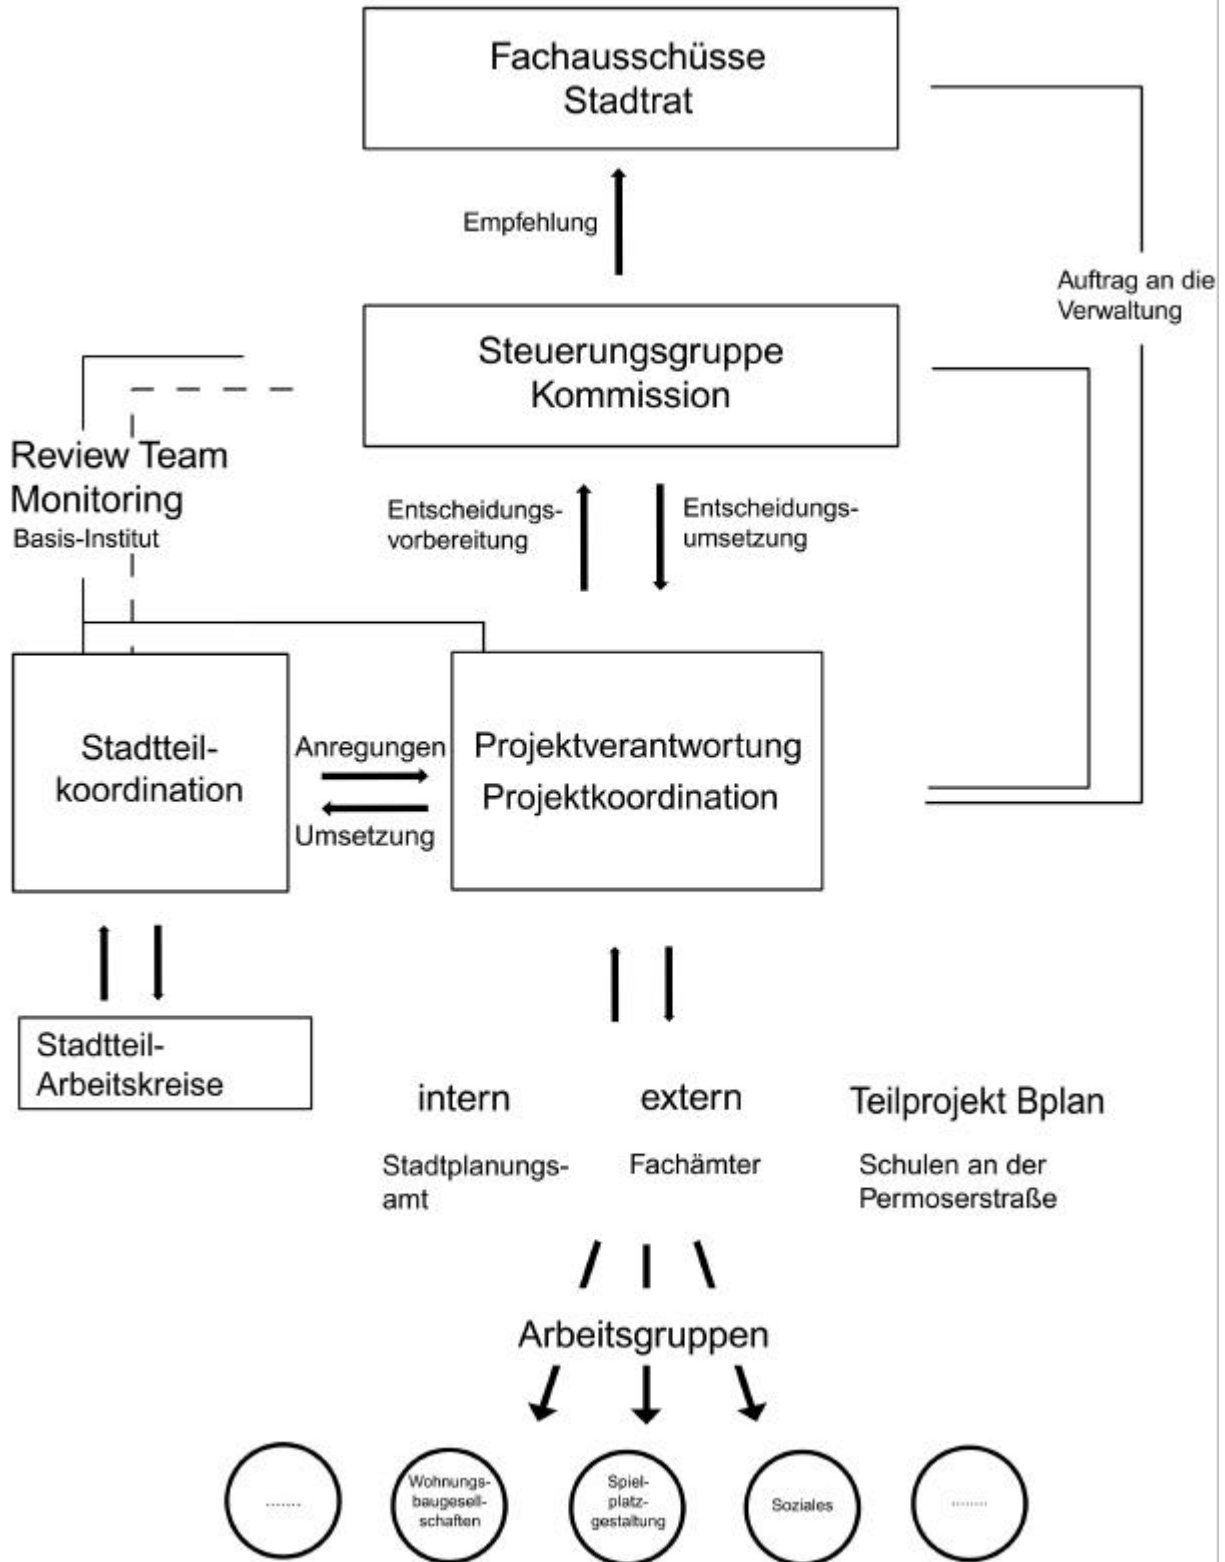 Fachausschüsse
Stadtrat
Empfehlung
Auftrag an die
Verwaltung
Steuerungsgruppe
Kommission
Review Team
Monitoring
Basis-Institut
Entscheidungs-
vorbereitung
Entscheidungs-
umsetzung
Stadtteil-
koordination
Anregungen
Umsetzung
Projektverantwortung
Projektkoordination
Stadtteil-
Arbeitskreise
intern
Stadtplanungs-
amt
extern
Fachämter
Teilprojekt Bplan
Schulen an der
Permoserstraße
Arbeitsgruppen
.......
Wohnungs-
baugesell-
schaften
Spiel-
platz-
gestaltung
Soziales
........